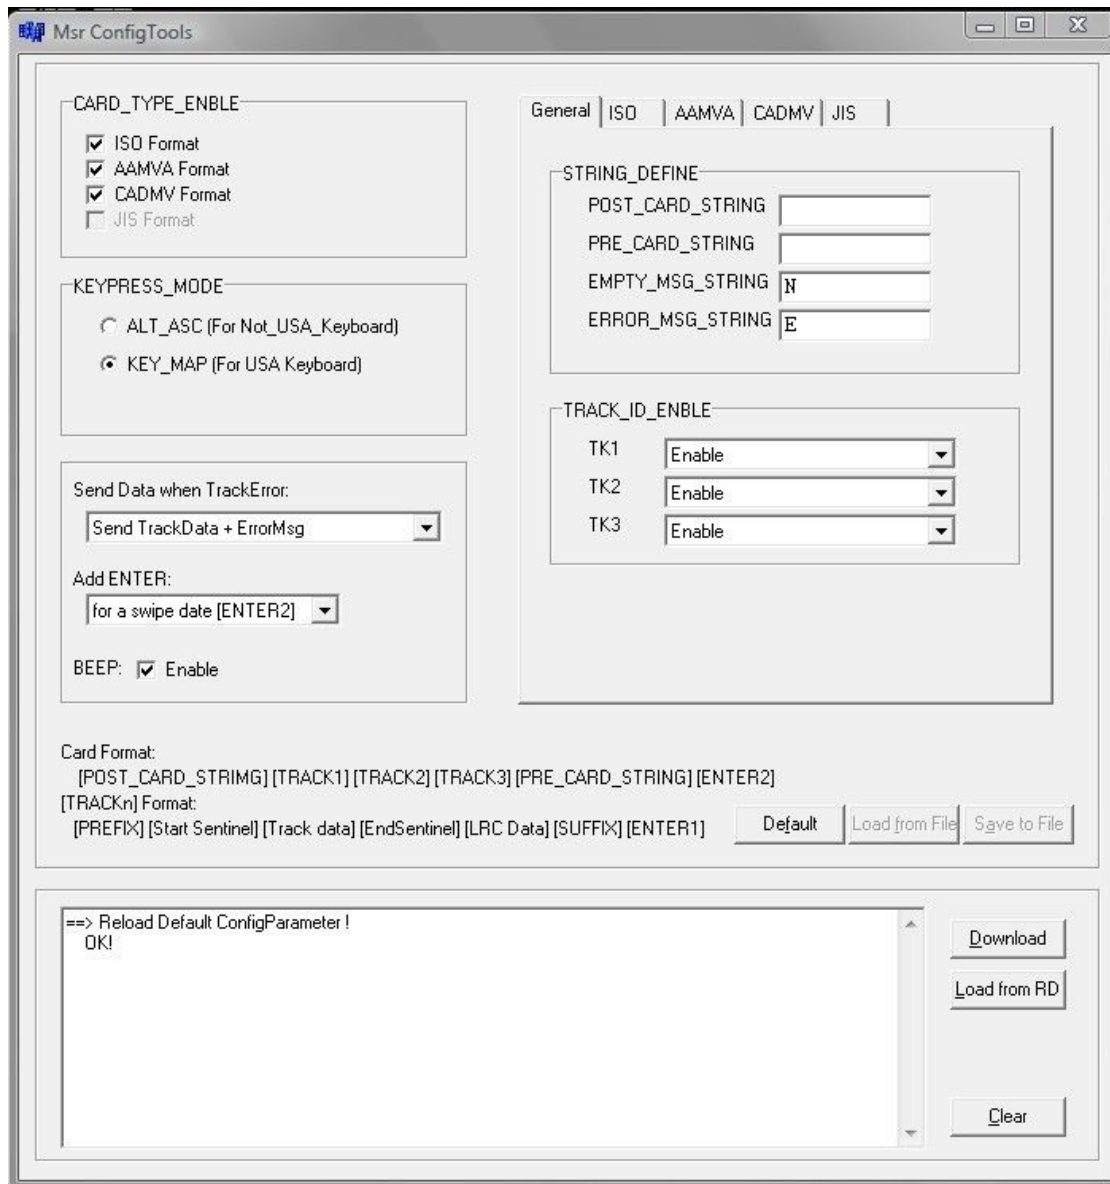 Msr ConfigTools
CARD_TYPE_ENBLE
ISO Format
AAMVA Format
CADMV Format
JIS Format
KEYPRESS_MODE
ALT_ASC (For Not_USA_Keyboard)
KEY_MAP (For USA Keyboard)
Send Data when TrackError:
Send TrackData + ErrorMsg
Add ENTER:
for a swipe date [ENTER2]
BEEP: Enable
General ISO AAMVA CADMV JIS
STRING_DEFINE
POST_CARD_STRING
PRE_CARD_STRING
EMPTY_MSG_STRING N
ERROR_MSG_STRING E
TRACK_ID_ENBLE
TK1 Enable
TK2 Enable
TK3 Enable
Card Format:
[POST_CARD_STRIMG] [TRACK1] [TRACK2] [TRACK3] [PRE_CARD_STRING] [ENTER2]
[TRACKn] Format:
[PREFIX] [Start Sentinel] [Track data] [EndSentinel] [LRC Data] [SUFFIX] [ENTER1]
Default Load from File Save to File
==> Reload Default ConfigParameter !
OK!
Download
Load from RD
Clear